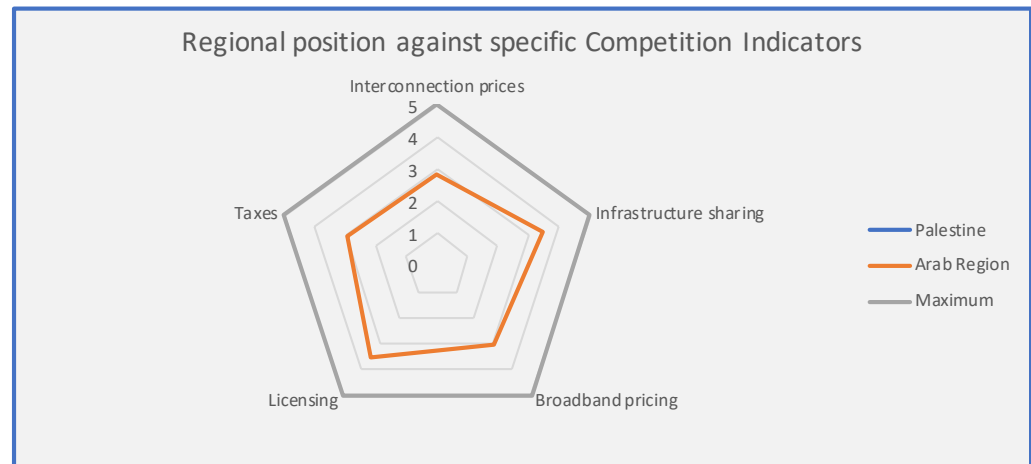 Regional position against specific Competition Indicators
Interconnection prices
5
4
3
2
1
0
Taxes
Infrastructure sharing
Licensing
Broadband pricing
Palestine
Arab Region
Maximum